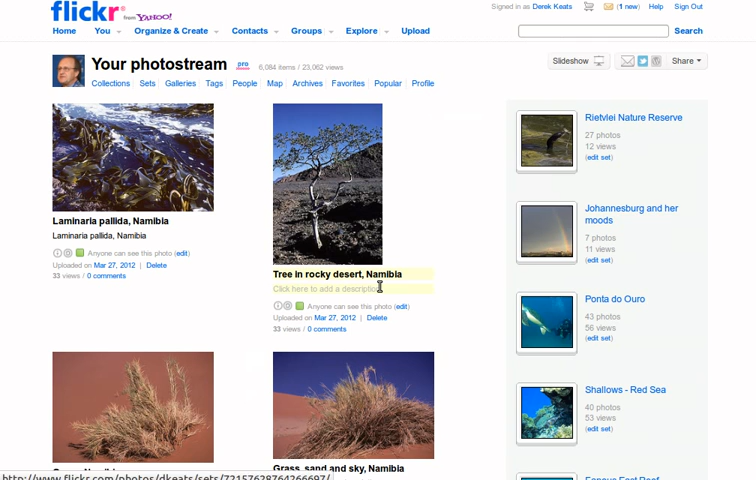 flickr from YAHOO!
Signed in as Derek Keats (1 new) Help Sign Out
Home You Organize & Create Contacts Groups Explore Upload Search
Your photostream pro 6,084 items / 23,062 views
Slideshow Share
Collections Sets Galleries Tags People Map Archives Favorites Popular Profile
Laminaria pallida, Namibia
Laminaria pallida, Namibia
Anyone can see this photo (edit)
Uploaded on Mar 27, 2012 | Delete
33 views / 0 comments
Tree in rocky desert, Namibia
Click here to add a description
Anyone can see this photo (edit)
Uploaded on Mar 27, 2012 | Delete
33 views / 0 comments
Grass, sand and sky, Namibia
Rietvlei Nature Reserve
27 photos
12 views
(edit set)
Johannesburg and her
moods
7 photos
11 views
(edit set)
Ponta do Ouro
43 photos
56 views
(edit set)
Shallows - Red Sea
40 photos
53 views
(edit set)
http://www.flickr.com/photos/dkeats/sets/72157628764266697/